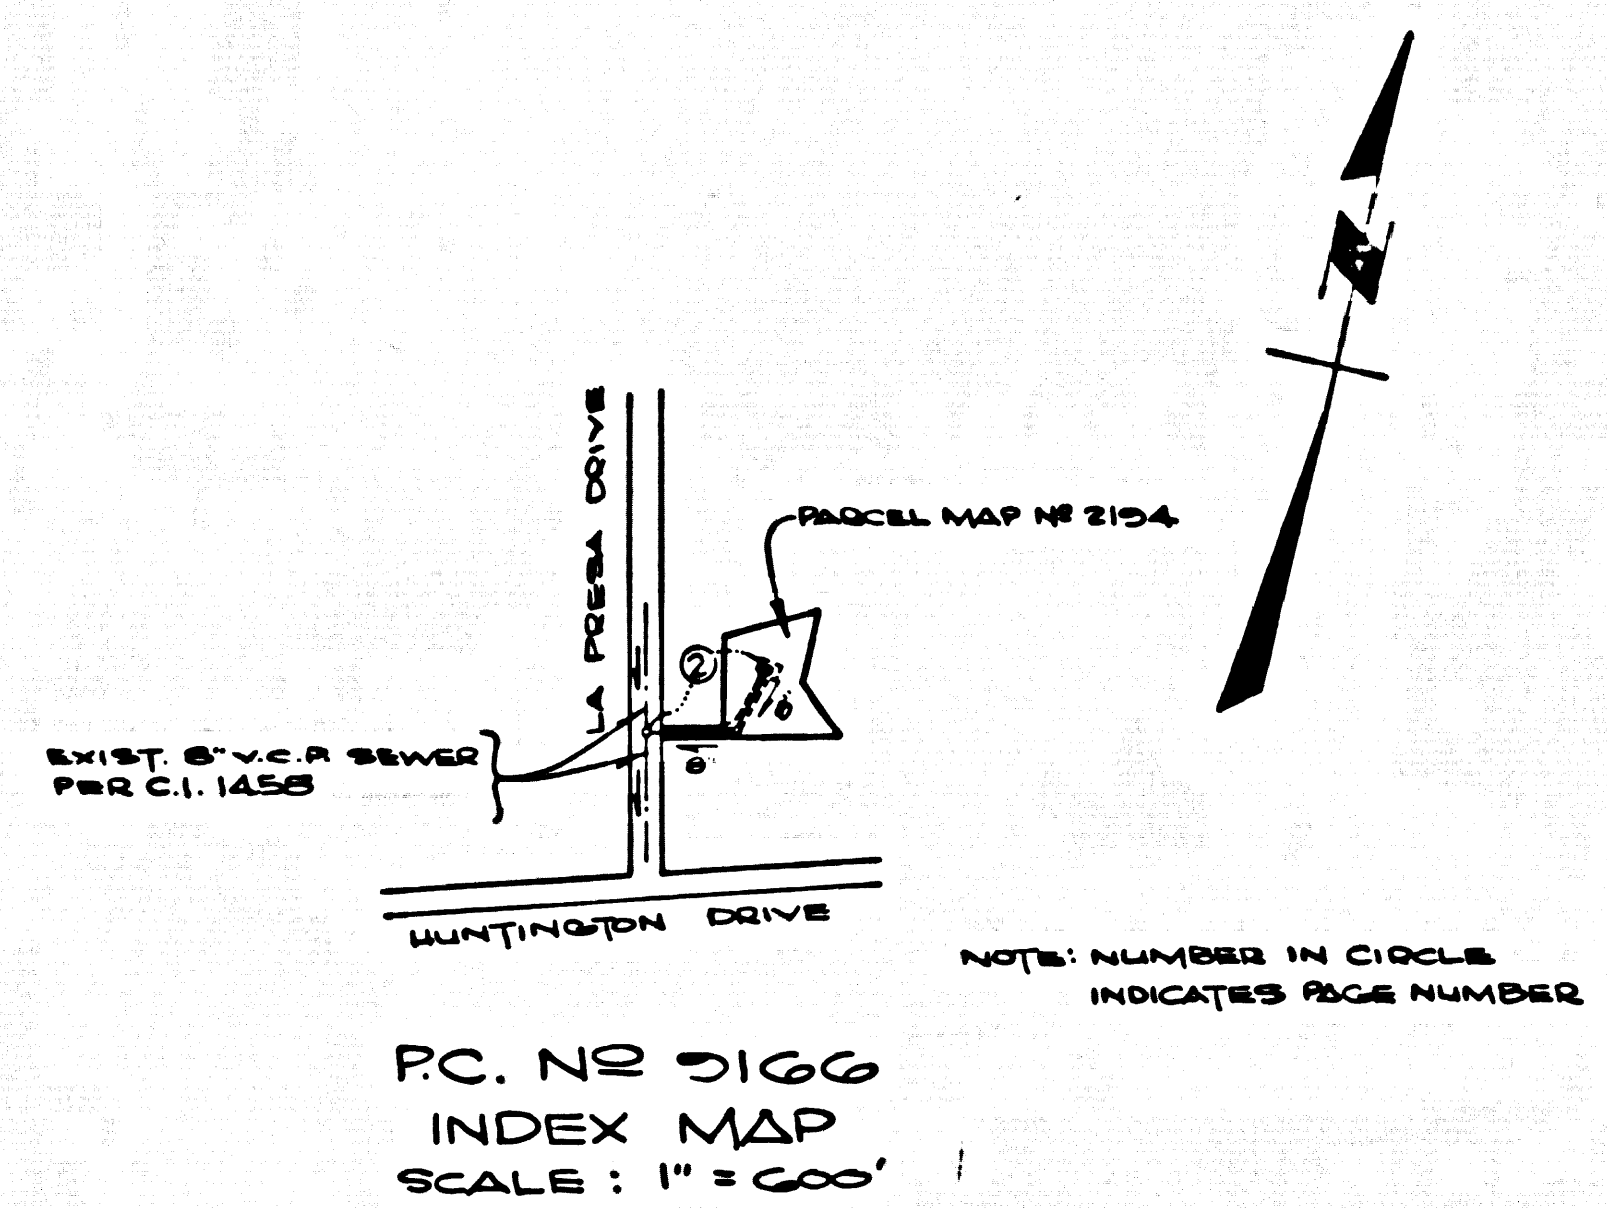 LA PRESA DRIVE
PARCEL MAP Nº 2194
2
8"
EXIST. 8" V.C.P. SEWER
PER C.I. 1458
HUNTINGTON DRIVE
NOTE: NUMBER IN CIRCLE
INDICATES PAGE NUMBER
P.C. Nº 9166
INDEX MAP
SCALE: 1" = 600'